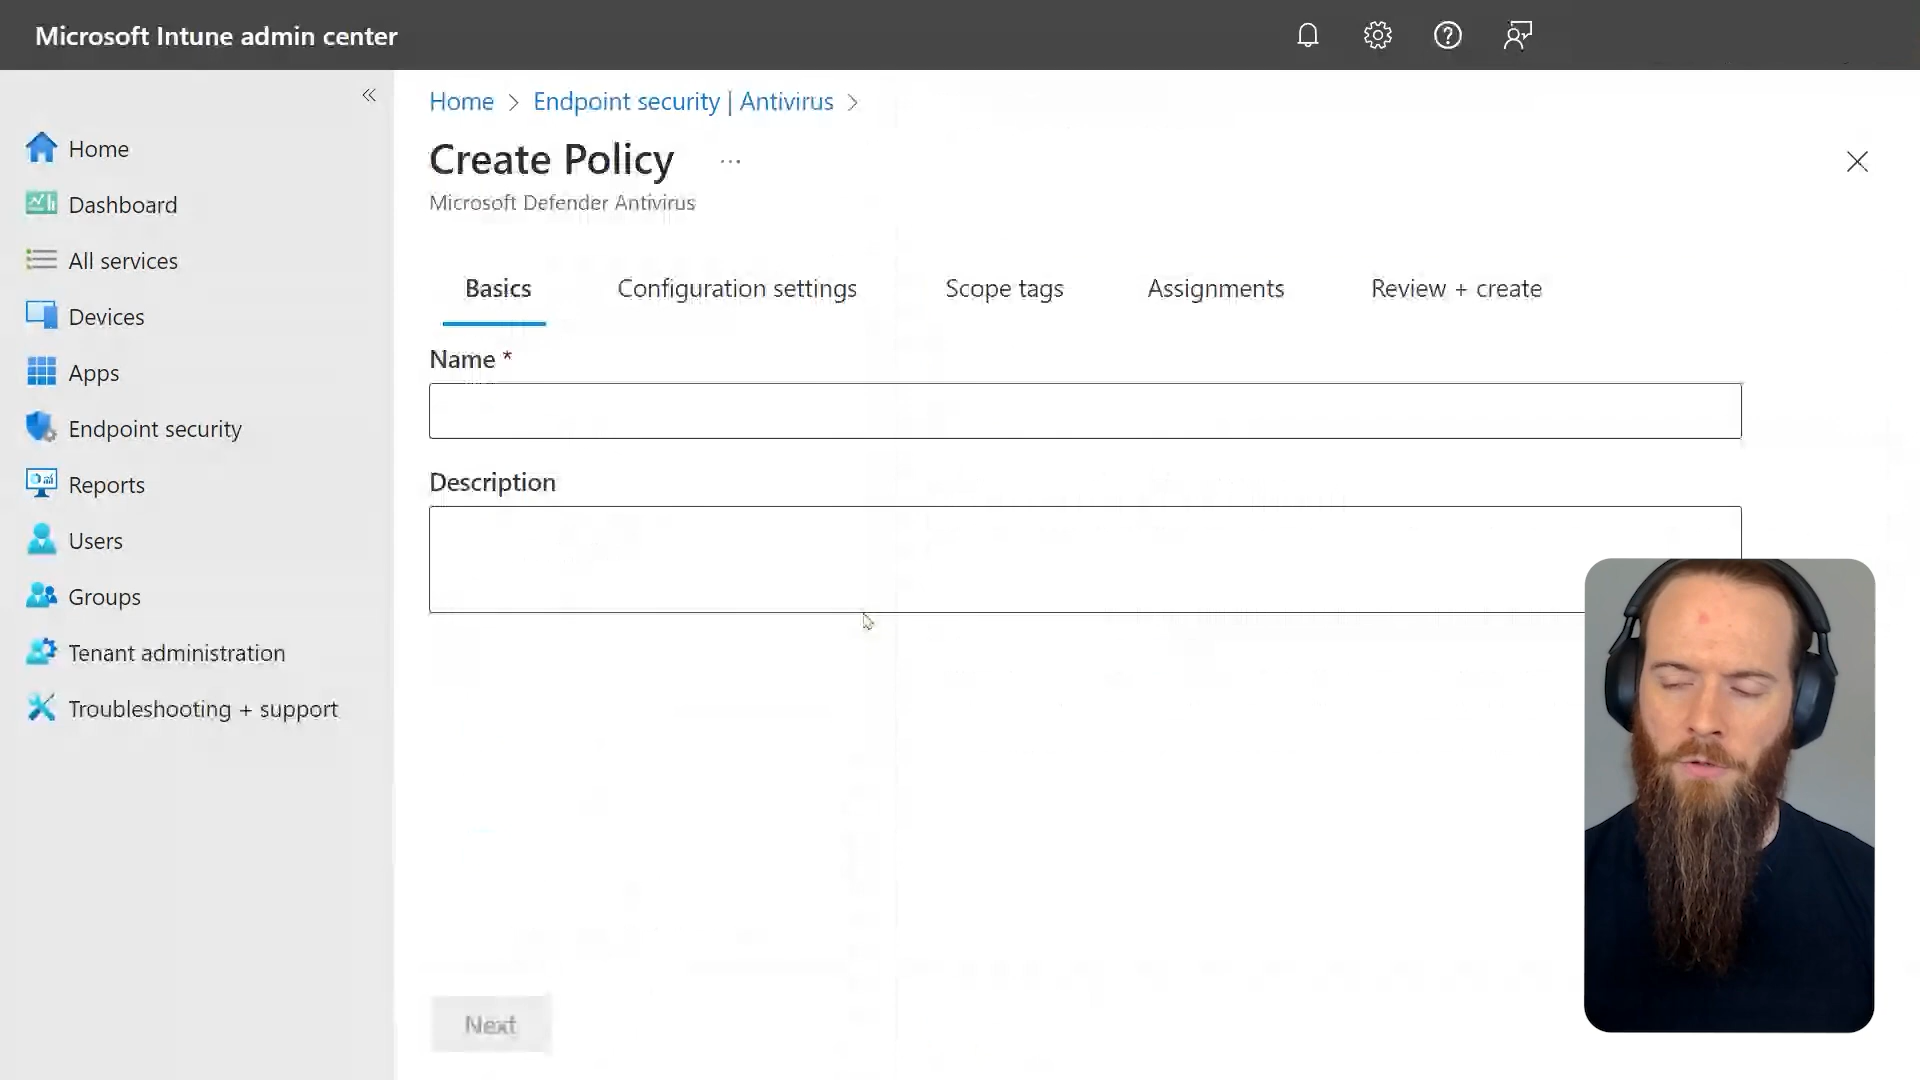 Microsoft Intune admin center
Home > Endpoint security | Antivirus >
Create Policy ...
Microsoft Defender Antivirus
Home
Dashboard
All services
Devices
Apps
Endpoint security
Reports
Users
Groups
Tenant administration
Troubleshooting + support
Basics Configuration settings Scope tags Assignments Review + create
Name *
Description
Next